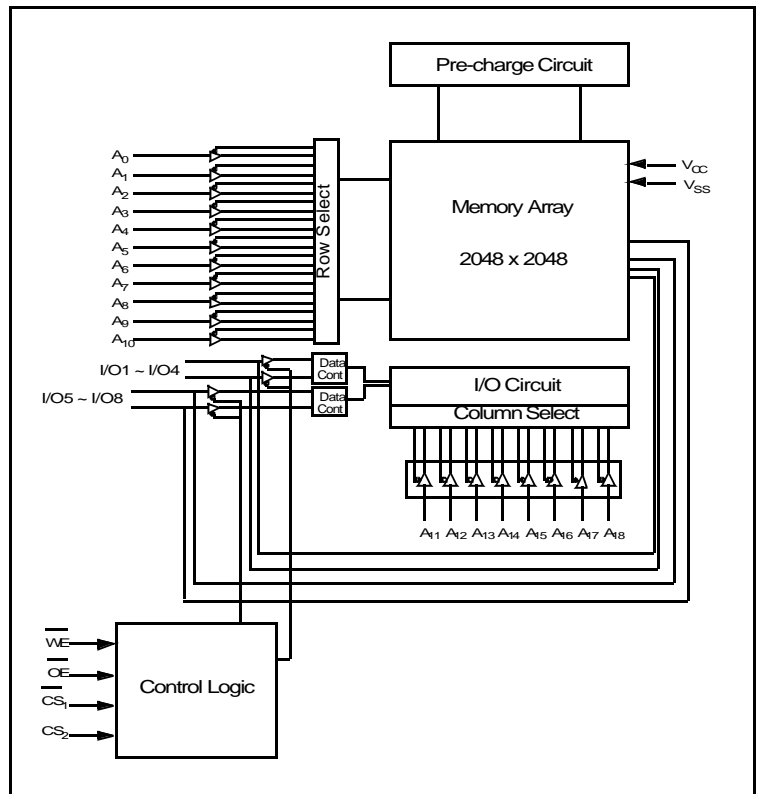 Pre-charge Circuit
A0
A1
A2
A3
A4
A5
A6
A7
A8
A9
A10
Row Select
Memory Array
2048 x 2048
VCC
VSS
I/O1 ~ I/O4
I/O5 ~ I/O8
Data
Cont
Data
Cont
I/O Circuit
Column Select
A11 A12 A13 A14 A15 A16 A17 A18
WE
OE
CS1
CS2
Control Logic